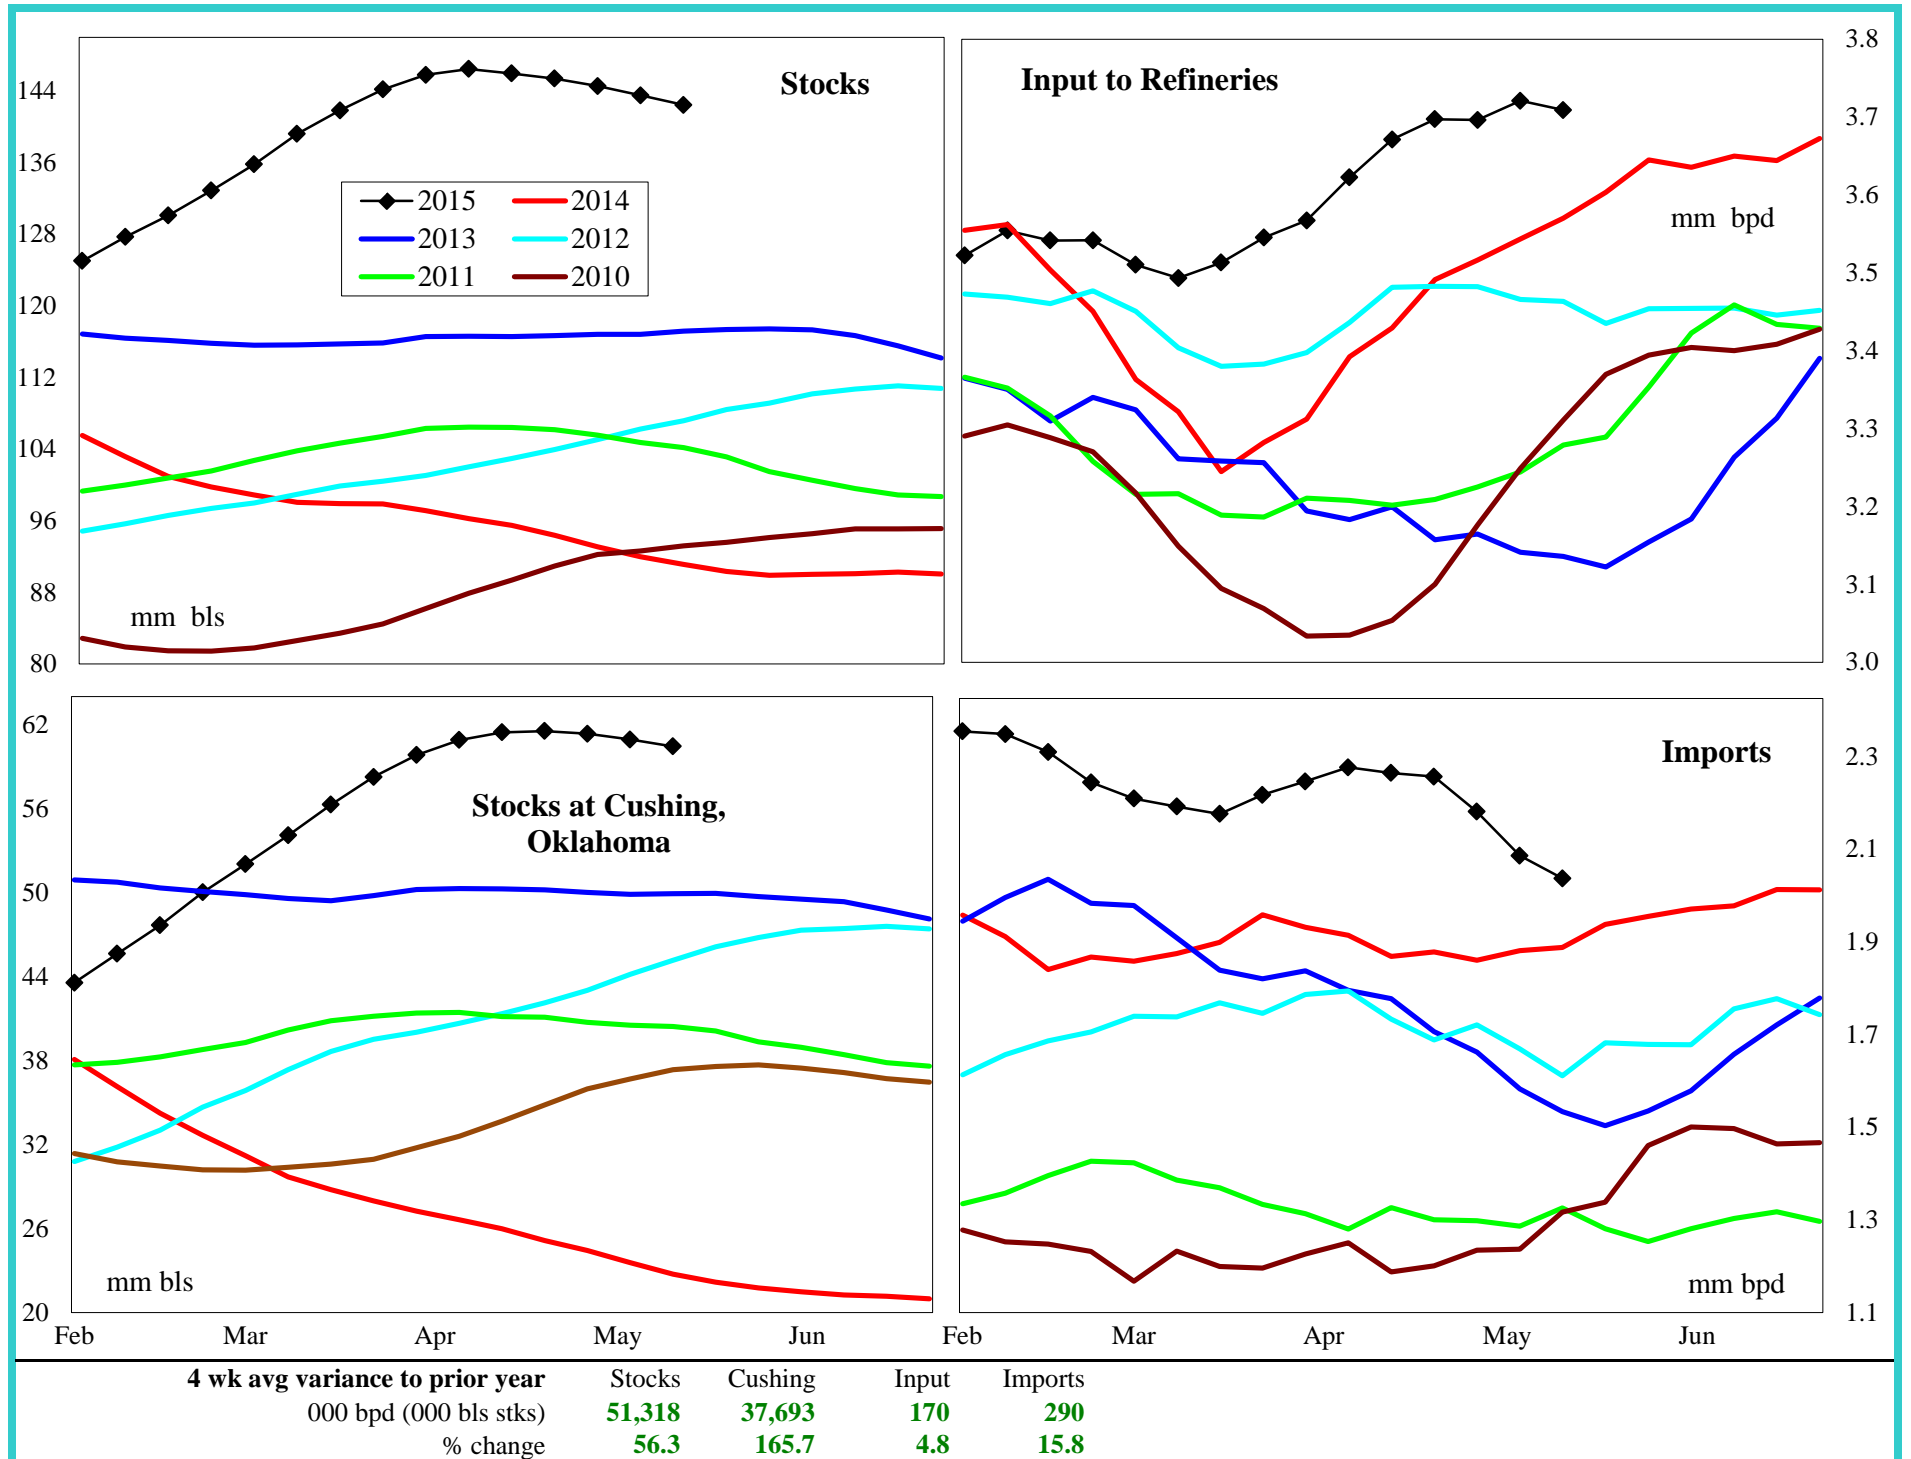 Stocks
144
136
128
120
112
104
96
88
80
2015 2014
2013 2012
2011 2010
mm bls
Input to Refineries
3.8
3.7
3.6
3.5
3.4
3.3
3.2
3.1
3.0
mm bpd
62
56
50
44
38
32
26
20
Stocks at Cushing,
Oklahoma
mm bls
Feb Mar Apr May Jun
Imports
2.3
2.1
1.9
1.7
1.5
1.3
1.1
mm bpd
Feb Mar Apr May Jun
4 wk avg variance to prior year Stocks Cushing Input Imports
000 bpd (000 bls stks) 51,318 37,693 170 290
% change 56.3 165.7 4.8 15.8